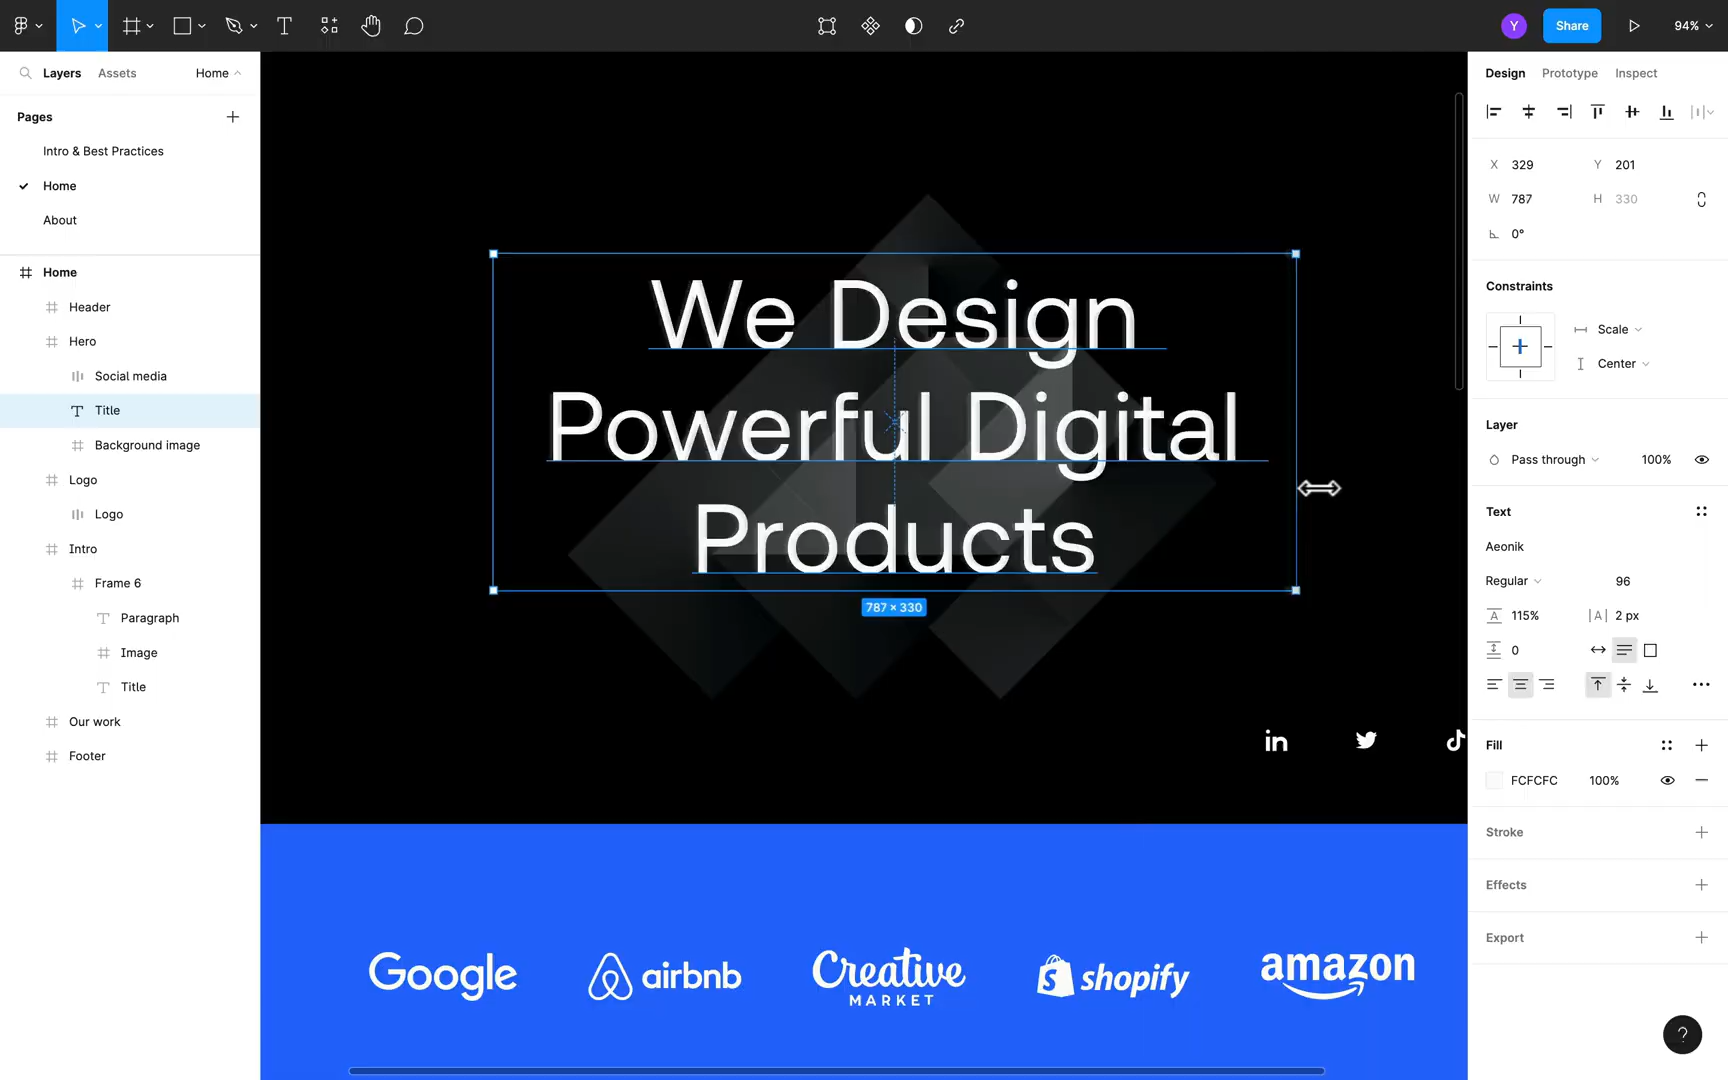 Y
Share
94%
Layers
Assets
Home
Pages
Intro & Best Practices
Home
About
Home
Header
Hero
Social media
Title
Background image
Logo
Logo
Intro
Frame 6
Paragraph
Image
Title
Our work
Footer
We Design
Powerful Digital
Products
787 × 330
in
Google
airbnb
Creative
MARKET
shopify
amazon
Design
Prototype
Inspect
X 329
Y 201
W 787
H 330
0°
Constraints
Scale
Center
Layer
Pass through
100%
Text
Aeonik
Regular
96
115%
2 px
0
Fill
FCFCFC
100%
Stroke
Effects
Export
?